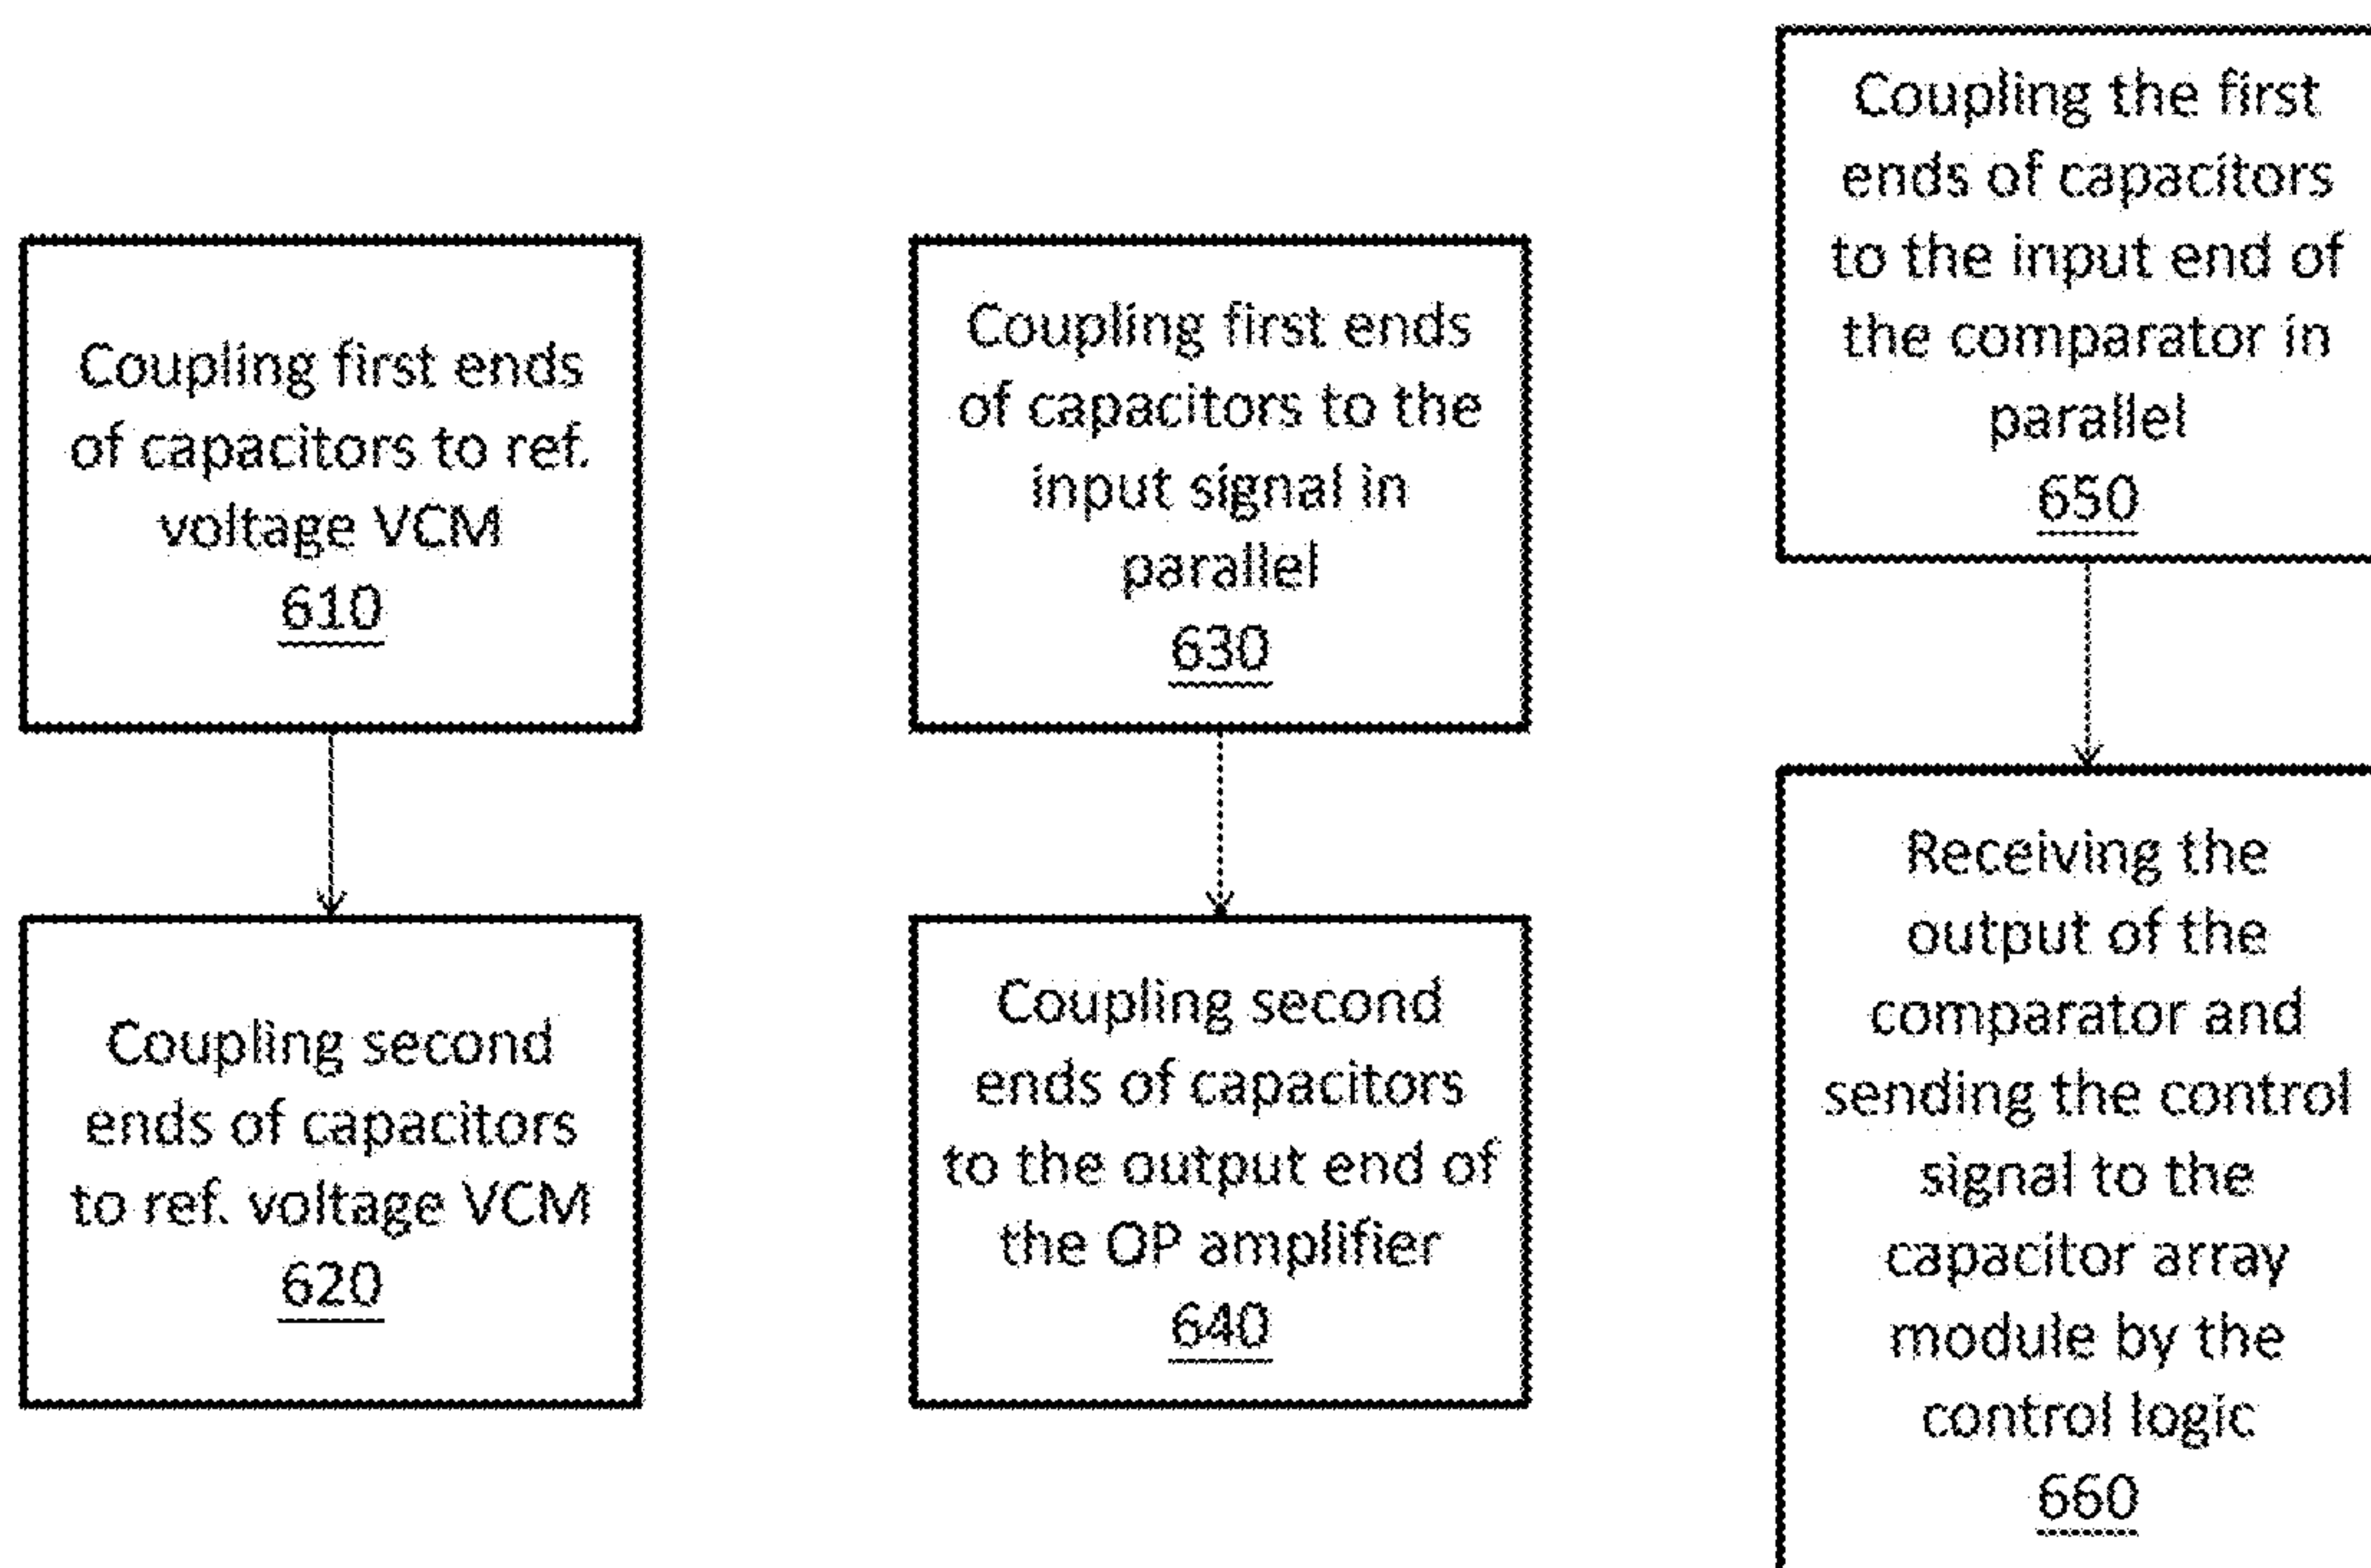 Coupling first ends
of capacitors to ref.
voltage VCM
610
Coupling second
ends of capacitors
to ref. voltage VCM
620
Coupling first ends
of capacitors to the
input signal in
parallel
630
Coupling second
ends of capacitors
to the output end of
the OP amplifier
640
Coupling the first
ends of capacitors
to the input end of
the comparator in
parallel
650
Receiving the
output of the
comparator and
sending the control
signal to the
capacitor array
module by the
control logic
660